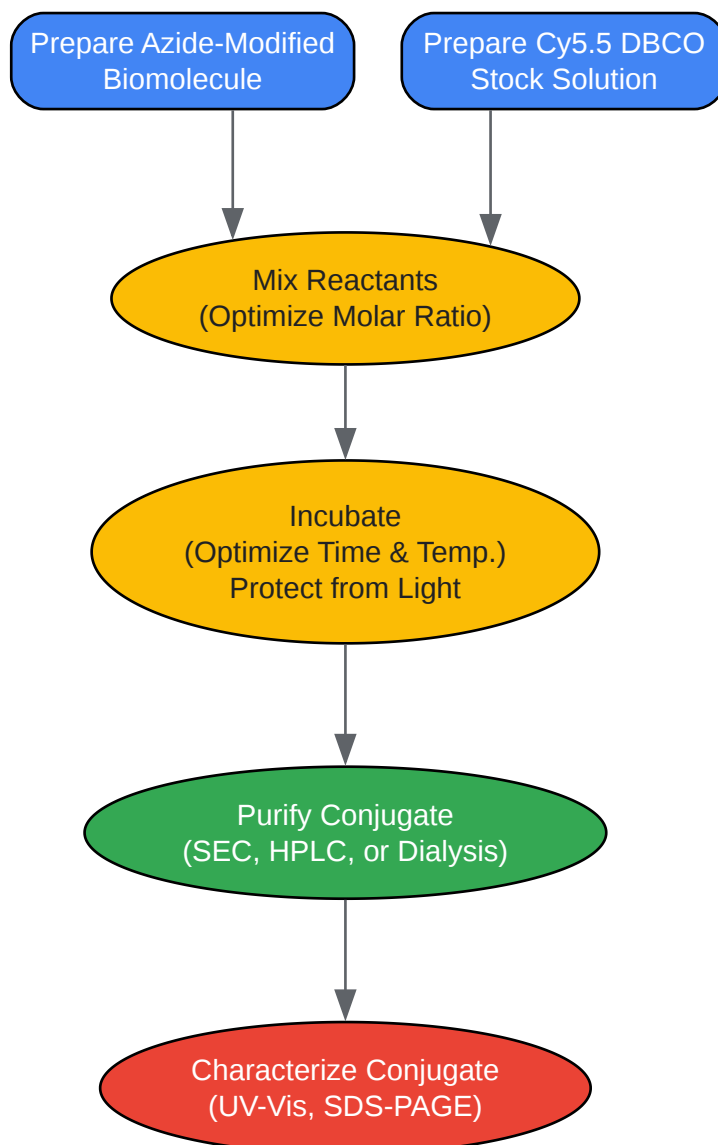 Prepare Azide-Modified
Biomolecule
Prepare Cy5.5 DBCO
Stock Solution
Mix Reactants
(Optimize Molar Ratio)
Incubate
(Optimize Time & Temp.)
Protect from Light
Purify Conjugate
(SEC, HPLC, or Dialysis)
Characterize Conjugate
(UV-Vis, SDS-PAGE)